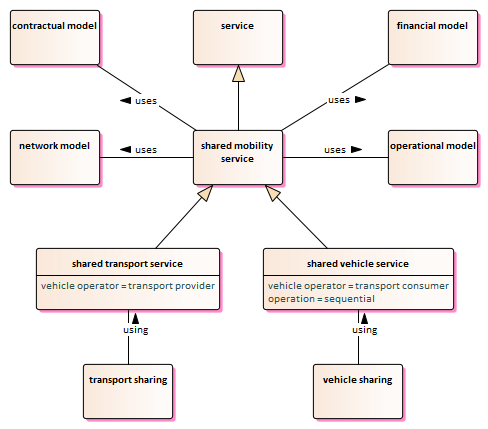 contractual model
service
financial model
uses
uses
network model
uses
shared mobility
service
uses
operational model
shared transport service
vehicle operator = transport provider
shared vehicle service
vehicle operator = transport consumer
operation = sequential
using
using
transport sharing
vehicle sharing